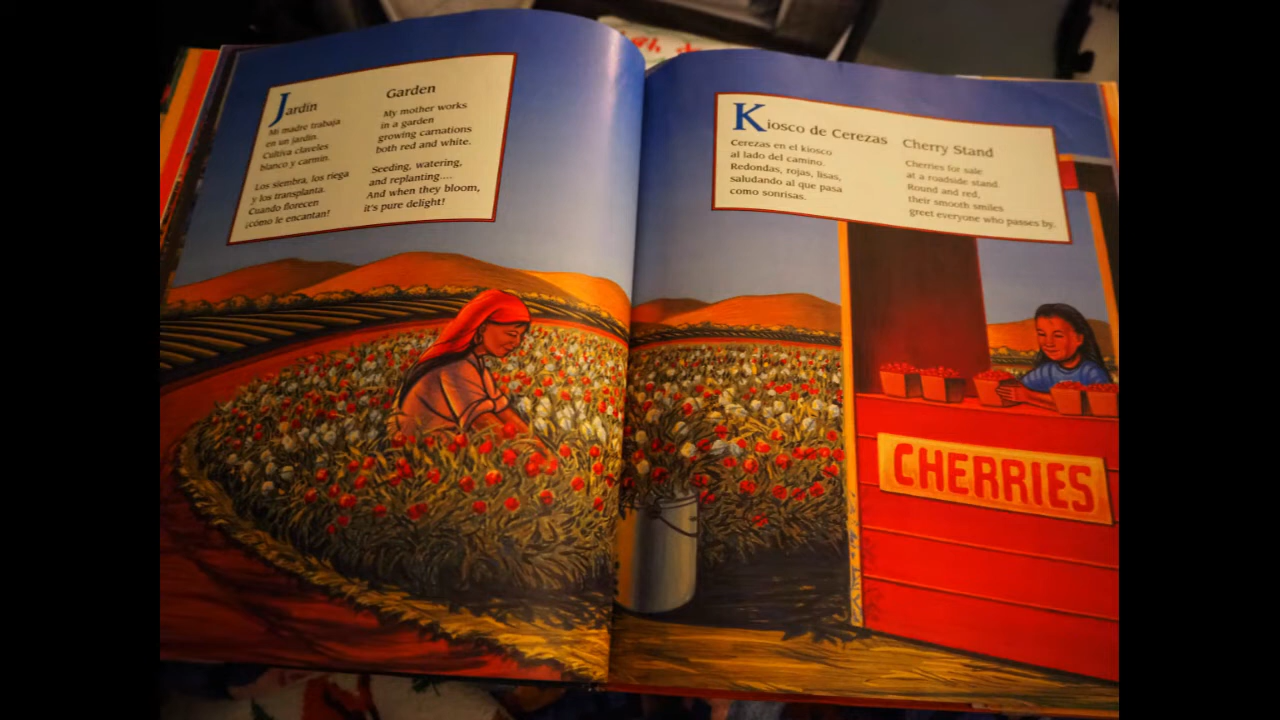 Jardín
Mi madre trabaja
en un jardín.
Cultiva claveles
blanco y carmín.
Los siembra, los riega
y los transplanta.
Cuando florecen
¡cómo le encantan!
Garden
My mother works
in a garden
growing carnations
both red and white.
Seeding, watering,
and replanting....
And when they bloom,
it's pure delight!
Kiosco de Cerezas
Cerezas en el kiosco
al lado del camino.
Redondas, rojas, lisas,
saludando al que pasa
como sonrisas.
Cherry Stand
Cherries for sale
at a roadside stand.
Round and red,
their smooth smiles
greet everyone who passes by.
CHERRIES